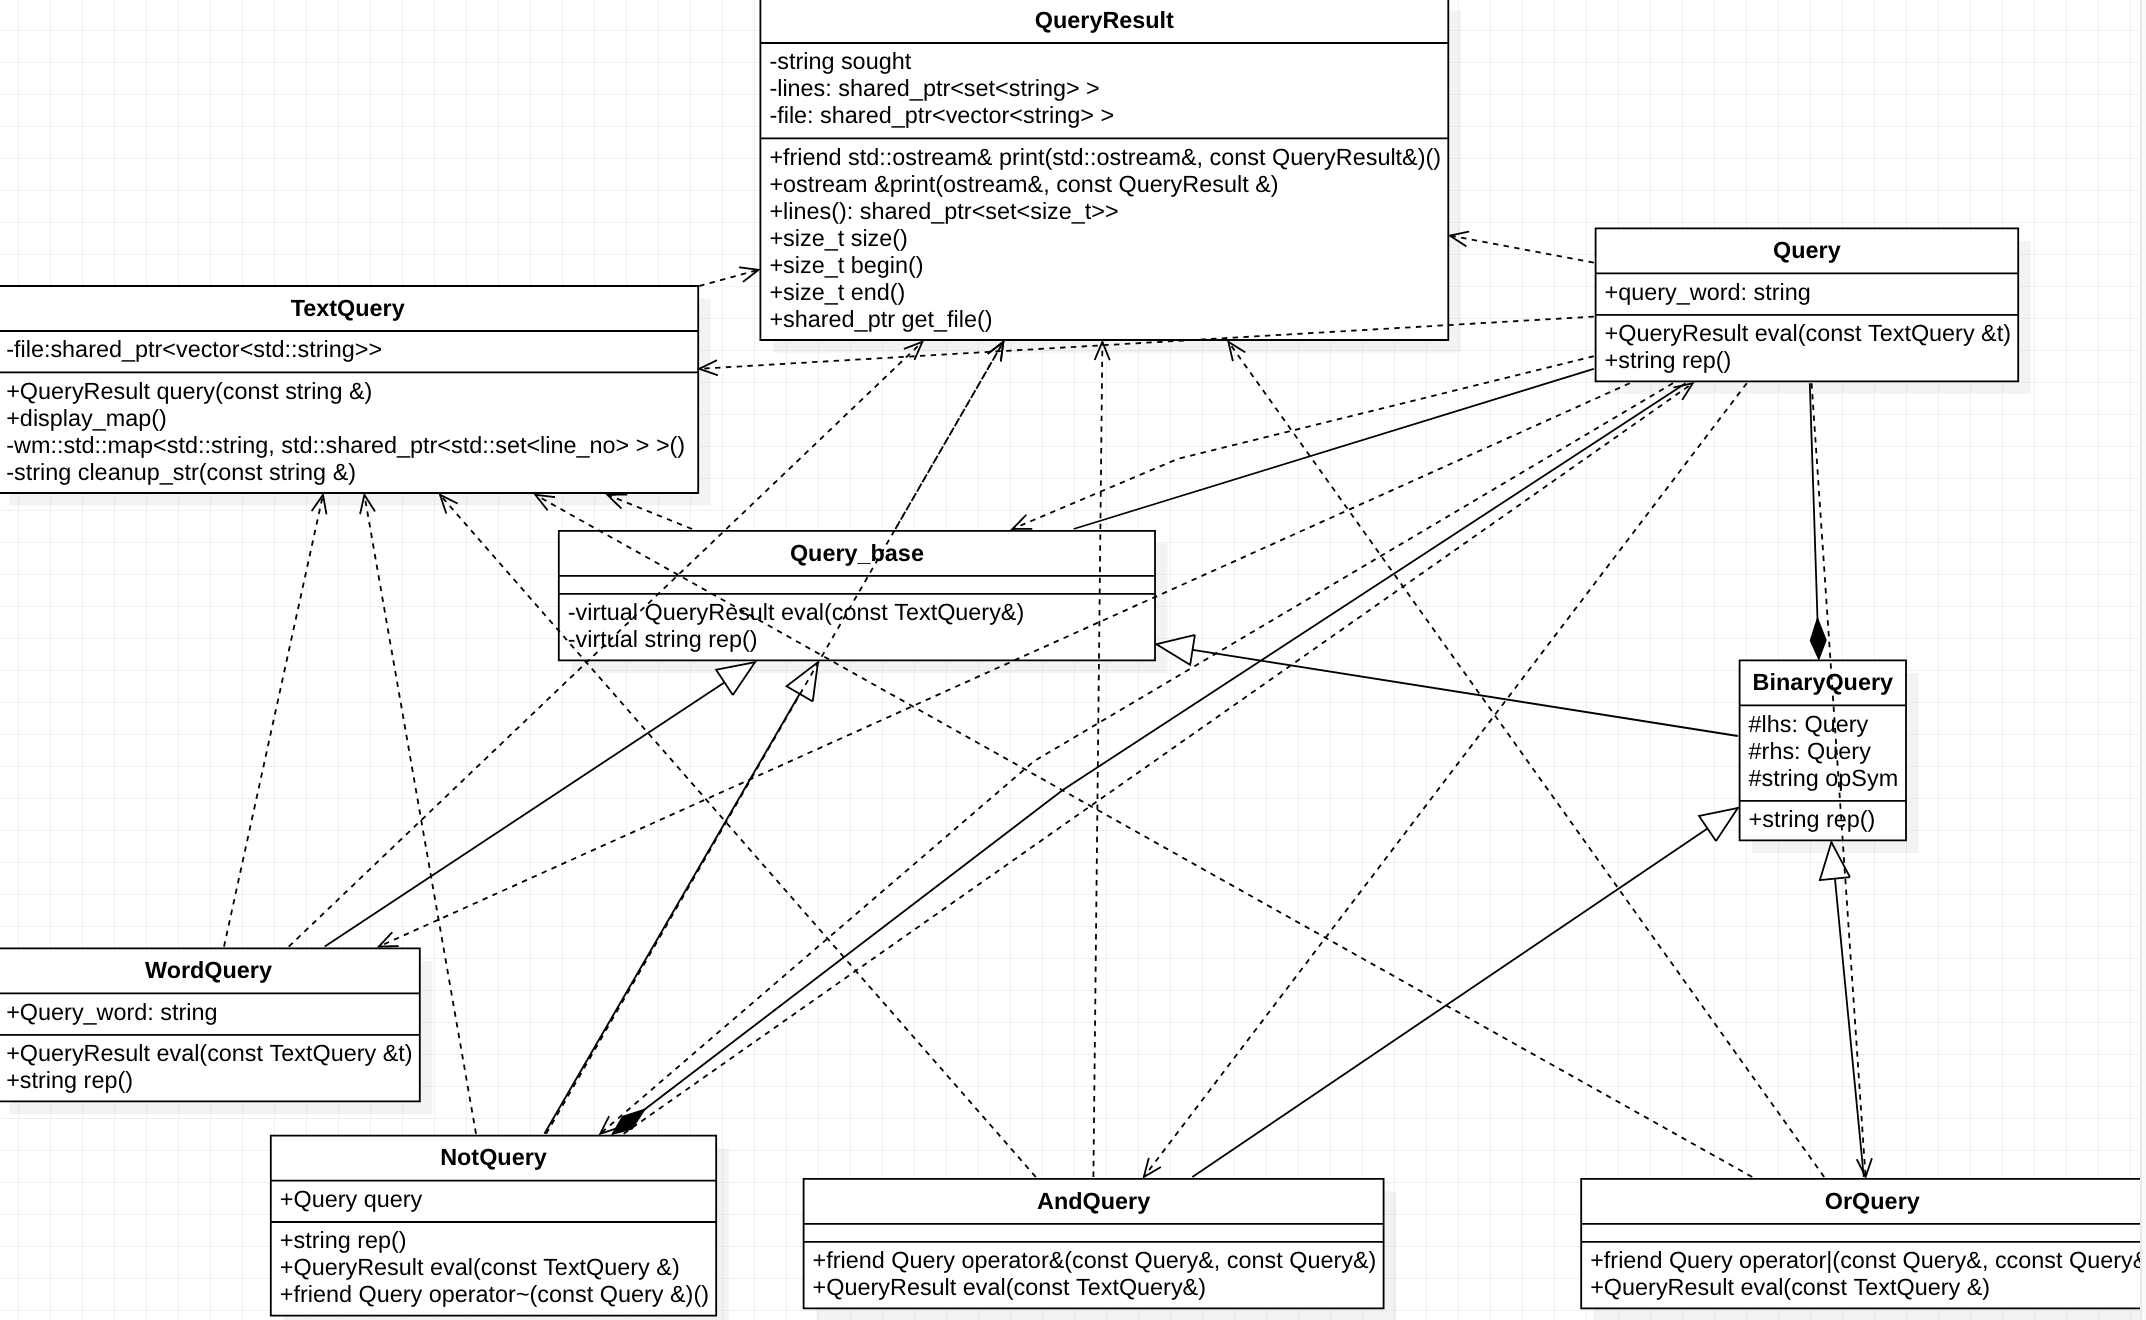 QueryResult
-string sought
-lines: shared_ptr<set<string> >
-file: shared_ptr<vector<string> >
+friend std::ostream& print(std::ostream&, const QueryResult&)()
+ostream &print(ostream&, const QueryResult &)
+lines(): shared_ptr<set<size_t>>
+size_t size()
+size_t begin()
+size_t end()
+shared_ptr get_file()
Query
+query_word: string
+QueryResult eval(const TextQuery &t)
+string rep()
TextQuery
-file:shared_ptr<vector<std::string>>
+QueryResult query(const string &)
+display_map()
-wm::std::map<std::string, std::shared_ptr<std::set<line_no> > >()
-string cleanup_str(const string &)
Query_base
-virtual QueryResult eval(const TextQuery&)
-virtual string rep()
BinaryQuery
#lhs: Query
#rhs: Query
#string opSym
+string rep()
WordQuery
+Query_word: string
+QueryResult eval(const TextQuery &t)
+string rep()
NotQuery
+Query query
+string rep()
+QueryResult eval(const TextQuery &)
+friend Query operator~(const Query &)()
AndQuery
+friend Query operator&(const Query&, const Query&)
+QueryResult eval(const TextQuery&)
OrQuery
+friend Query operator|(const Query&, cconst Query&
+QueryResult eval(const TextQuery &)